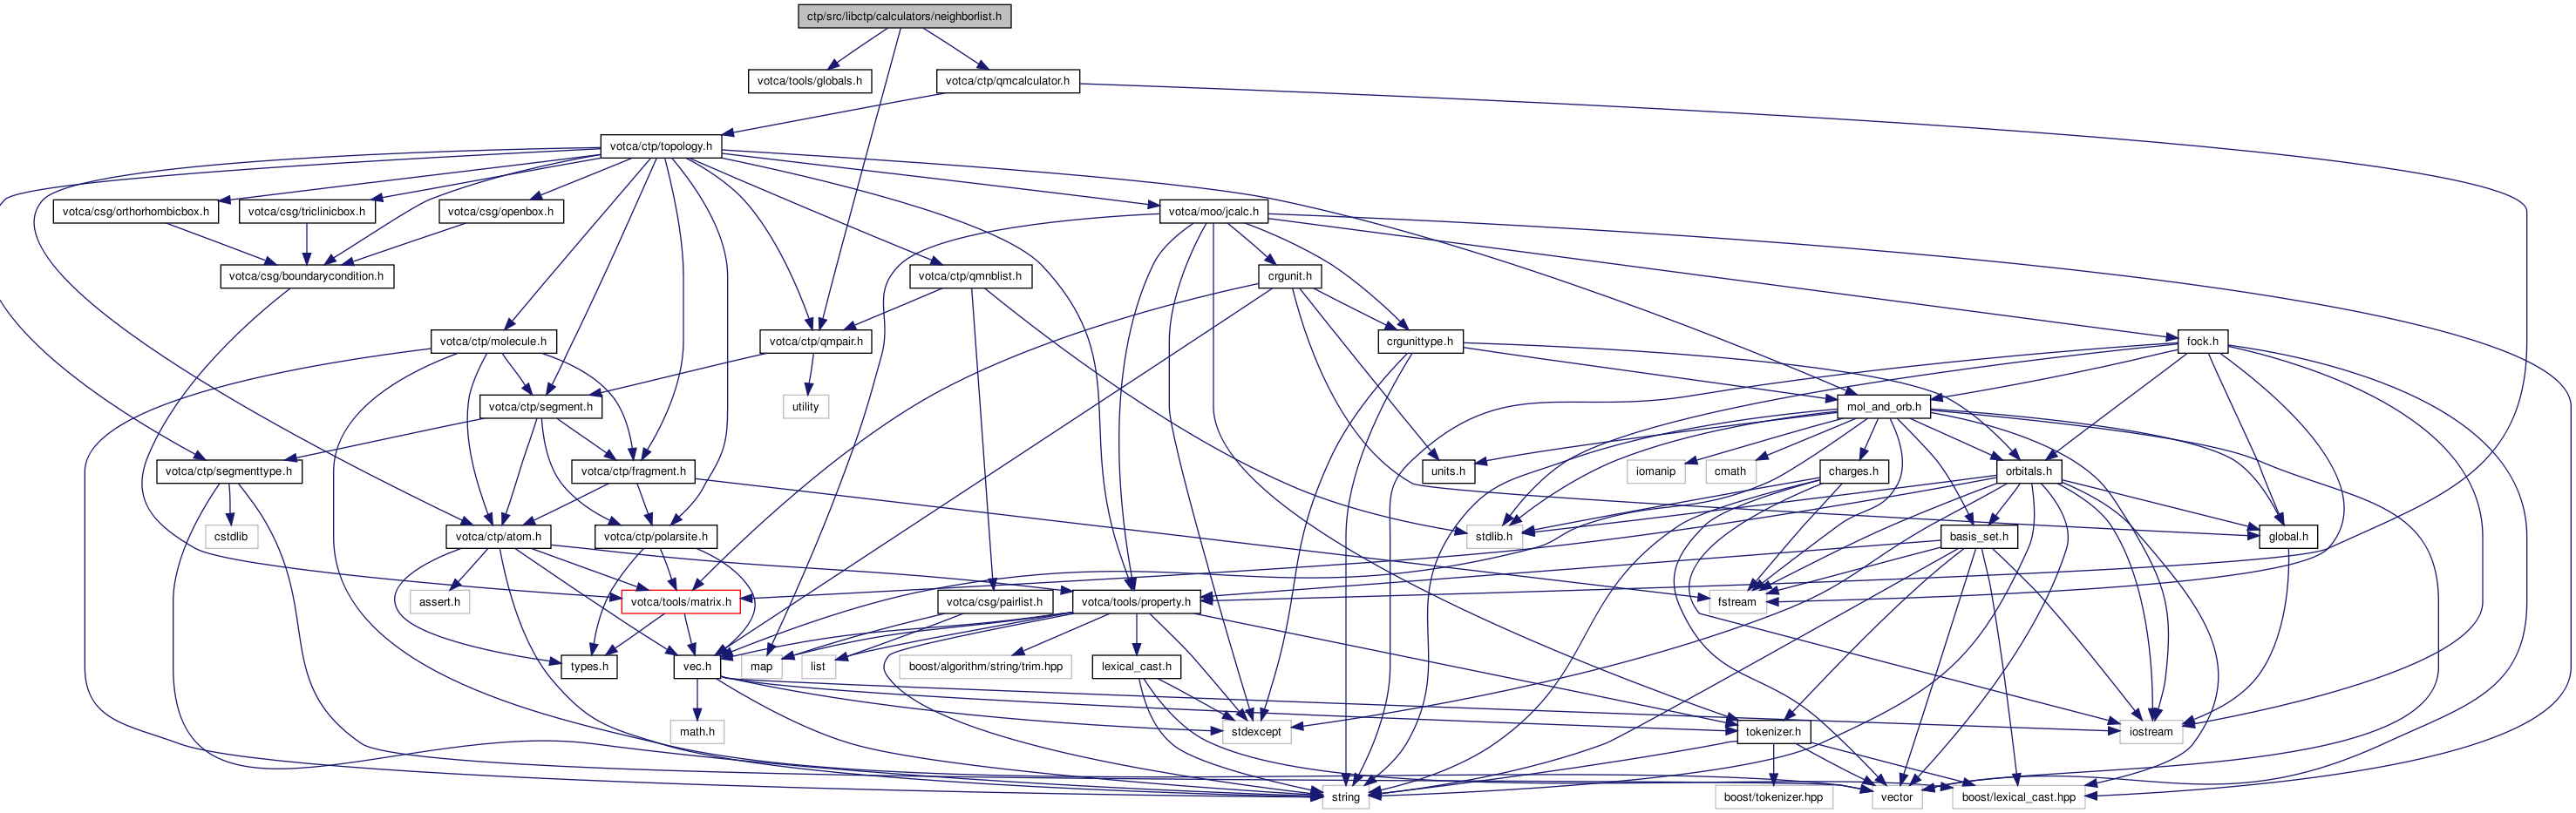 ctp/src/libctp/calculators/neighborlist.h
votca/tools/globals.h
votca/ctp/qmcalculator.h
votca/ctp/topology.h
votca/csg/orthorhombicbox.h
votca/csg/triclinicbox.h
votca/csg/openbox.h
votca/moo/jcalc.h
votca/csg/boundarycondition.h
votca/ctp/qmnblist.h
crgunit.h
votca/ctp/molecule.h
votca/ctp/qmpair.h
crgunittype.h
fock.h
votca/ctp/segment.h
utility
mol_and_orb.h
votca/ctp/segmenttype.h
votca/ctp/fragment.h
units.h
iomanip
cmath
charges.h
orbitals.h
cstdlib
votca/ctp/atom.h
votca/ctp/polarsite.h
stdlib.h
basis_set.h
global.h
assert.h
votca/tools/matrix.h
votca/csg/pairlist.h
votca/tools/property.h
fstream
types.h
vec.h
map
list
boost/algorithm/string/trim.hpp
lexical_cast.h
math.h
stdexcept
tokenizer.h
iostream
string
boost/tokenizer.hpp
vector
boost/lexical_cast.hpp